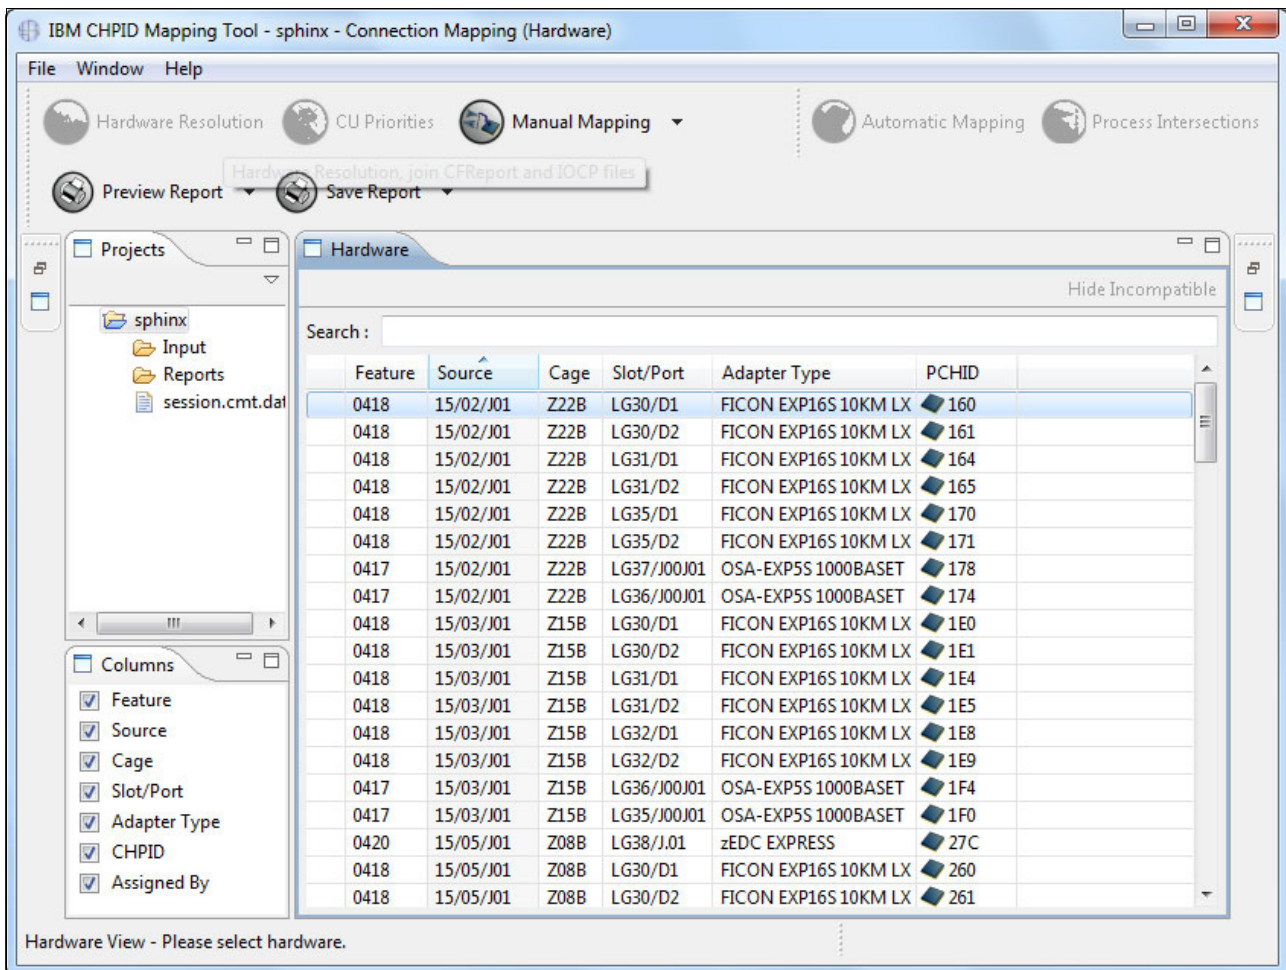 IBM CHPID Mapping Tool - sphinx - Connection Mapping (Hardware)
File Window Help
Hardware Resolution CU Priorities Manual Mapping Automatic Mapping Process Intersections
Hardware Resolution, join CFReport and IOCP files
Preview Report Save Report
Projects
sphinx
Input
Reports
session.cmt.dat
Columns
Feature
Source
Cage
Slot/Port
Adapter Type
CHPID
Assigned By
Hardware
Hide Incompatible
Search :
Feature Source Cage Slot/Port Adapter Type PCHID
0418 15/02/J01 Z22B LG30/D1 FICON EXP16S 10KM LX 160
0418 15/02/J01 Z22B LG30/D2 FICON EXP16S 10KM LX 161
0418 15/02/J01 Z22B LG31/D1 FICON EXP16S 10KM LX 164
0418 15/02/J01 Z22B LG31/D2 FICON EXP16S 10KM LX 165
0418 15/02/J01 Z22B LG35/D1 FICON EXP16S 10KM LX 170
0418 15/02/J01 Z22B LG35/D2 FICON EXP16S 10KM LX 171
0417 15/02/J01 Z22B LG37/J00J01 OSA-EXP5S 1000BASET 178
0417 15/02/J01 Z22B LG36/J00J01 OSA-EXP5S 1000BASET 174
0418 15/03/J01 Z15B LG30/D1 FICON EXP16S 10KM LX 1E0
0418 15/03/J01 Z15B LG30/D2 FICON EXP16S 10KM LX 1E1
0418 15/03/J01 Z15B LG31/D1 FICON EXP16S 10KM LX 1E4
0418 15/03/J01 Z15B LG31/D2 FICON EXP16S 10KM LX 1E5
0418 15/03/J01 Z15B LG32/D1 FICON EXP16S 10KM LX 1E8
0418 15/03/J01 Z15B LG32/D2 FICON EXP16S 10KM LX 1E9
0417 15/03/J01 Z15B LG36/J00J01 OSA-EXP5S 1000BASET 1F4
0417 15/03/J01 Z15B LG35/J00J01 OSA-EXP5S 1000BASET 1F0
0420 15/05/J01 Z08B LG38/J.01 zEDC EXPRESS 27C
0418 15/05/J01 Z08B LG30/D1 FICON EXP16S 10KM LX 260
0418 15/05/J01 Z08B LG30/D2 FICON EXP16S 10KM LX 261
Hardware View - Please select hardware.